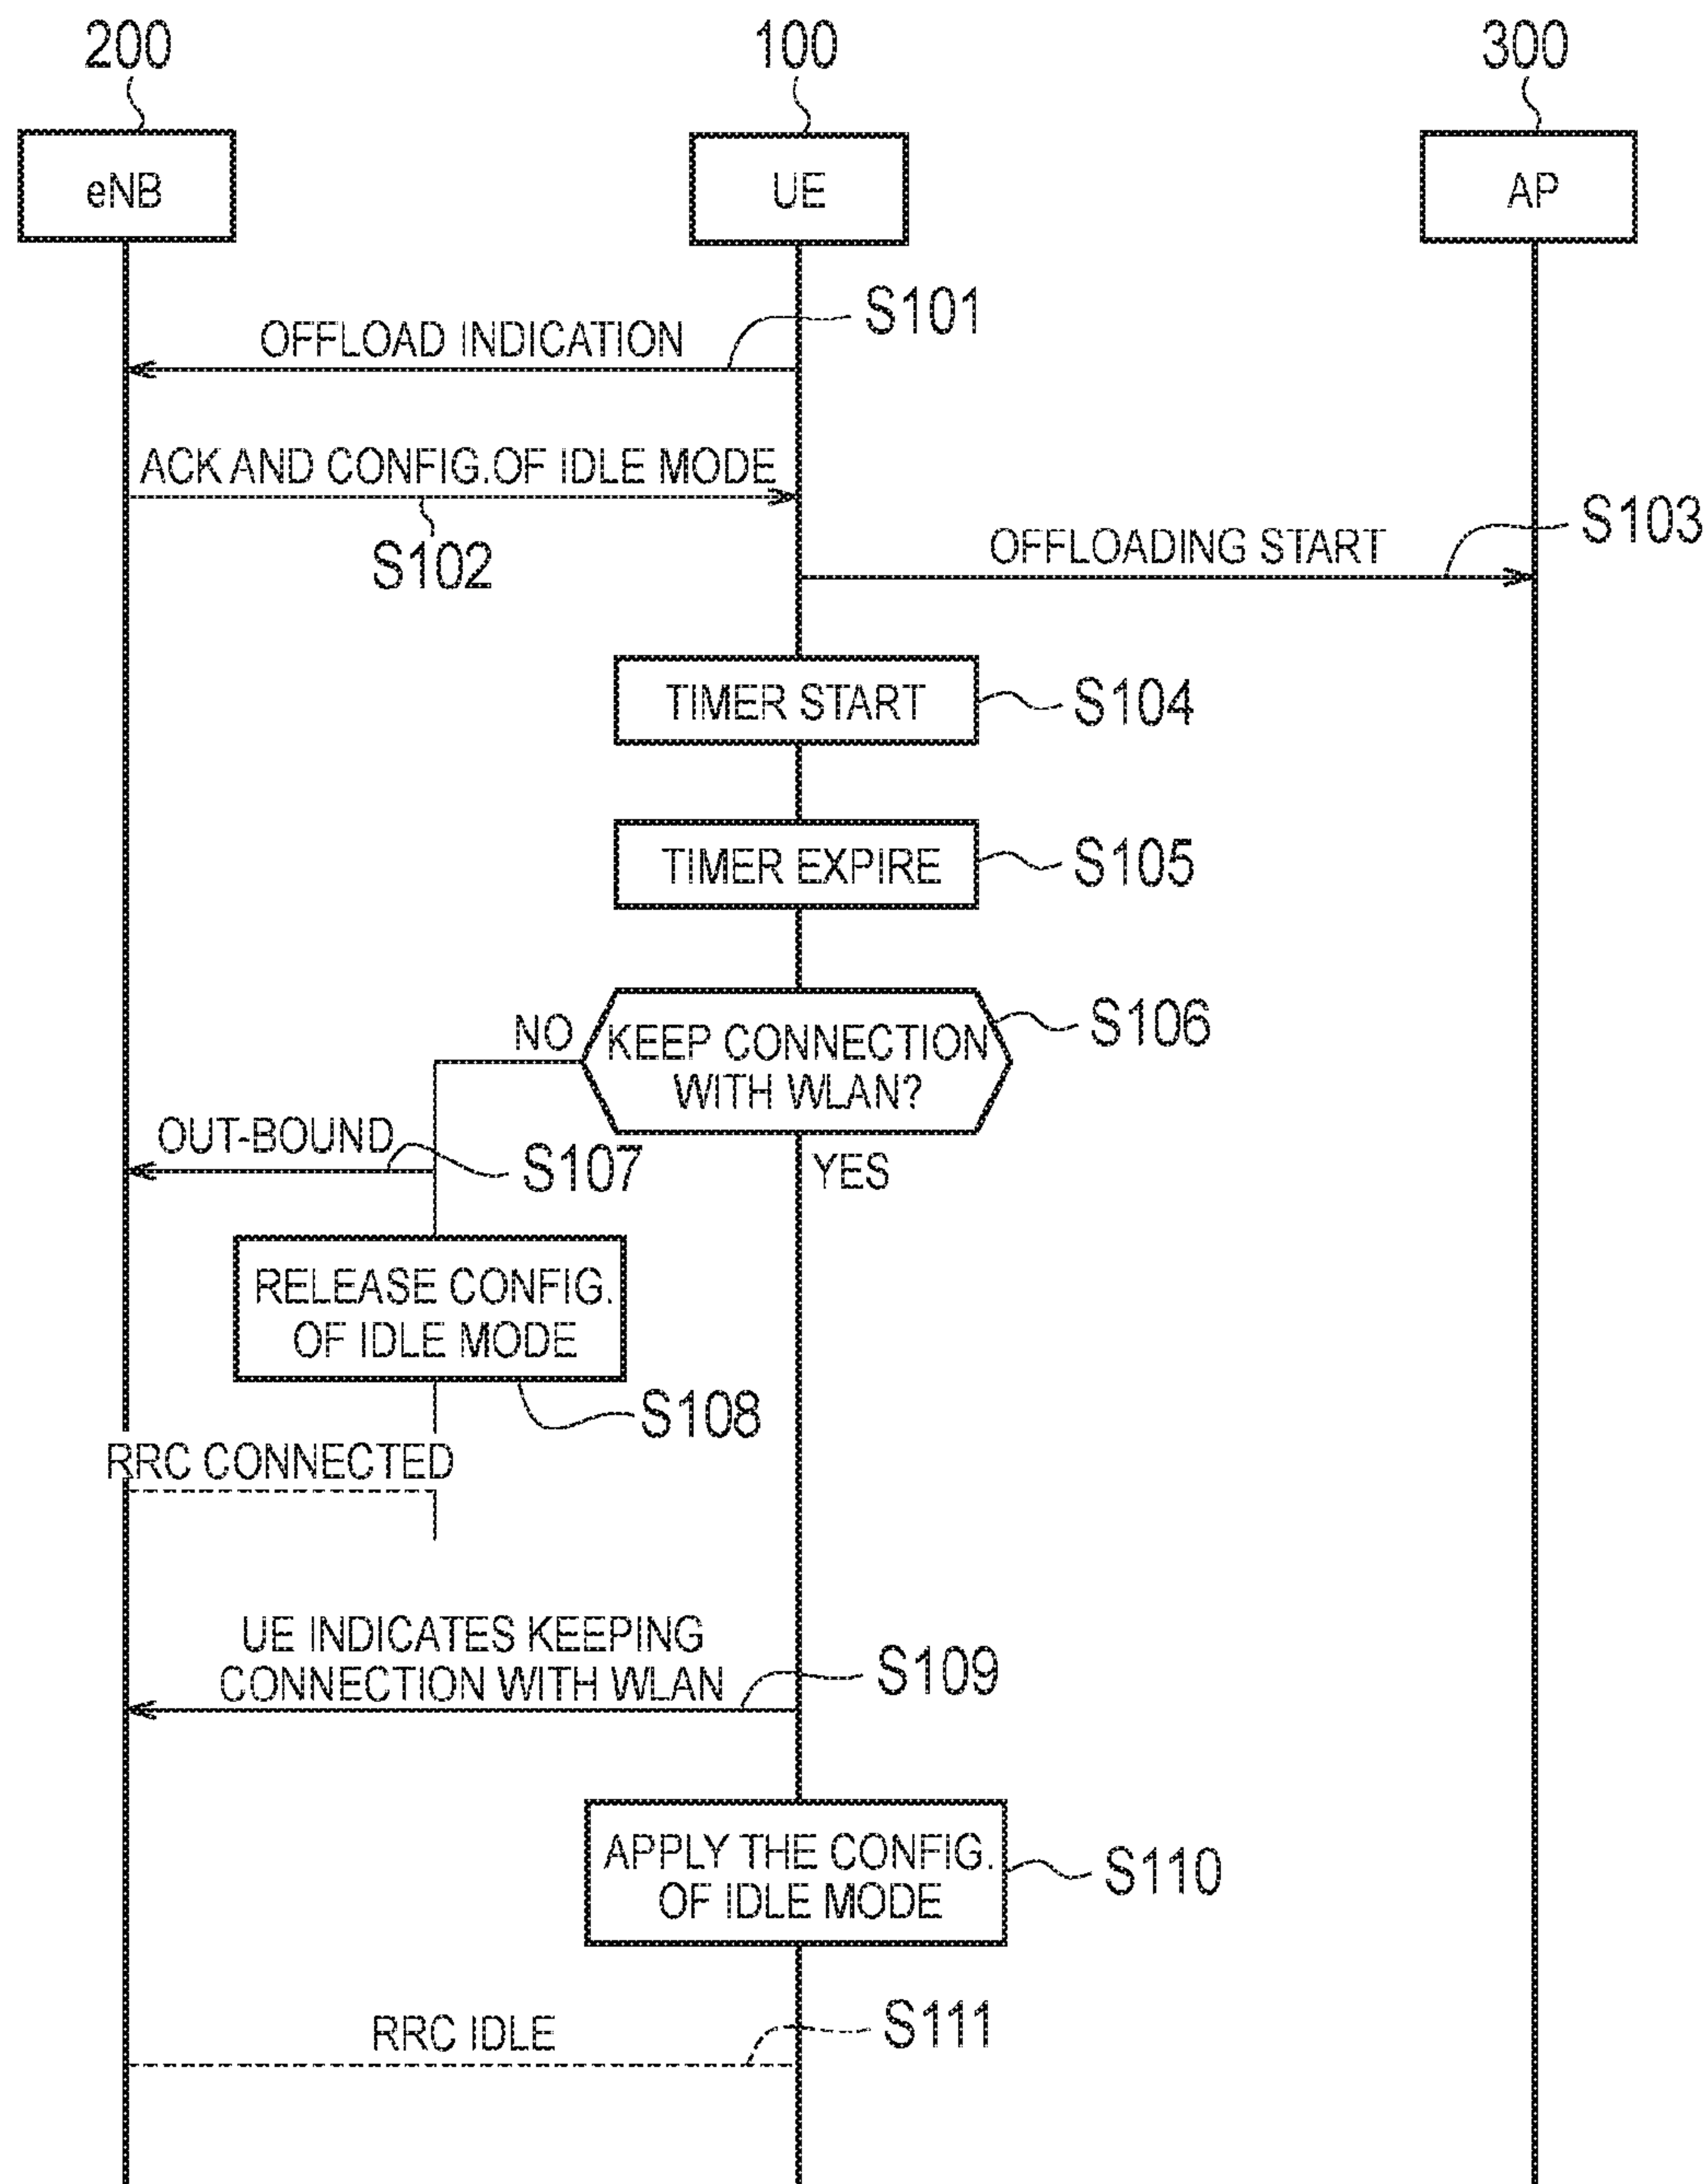 200
100
300
eNB
UE
AP
S101
OFFLOAD INDICATION
ACK AND CONFIG.OF IDLE MODE
S102
S103
OFFLOADING START
TIMER START
S104
TIMER EXPIRE
S105
NO
KEEP CONNECTION
WITH WLAN?
S106
OUT-BOUND
S107
YES
RELEASE CONFIG.
OF IDLE MODE
S108
RRC CONNECTED
UE INDICATES KEEPING
CONNECTION WITH WLAN
S109
APPLY THE CONFIG.
OF IDLE MODE
S110
RRC IDLE
S111